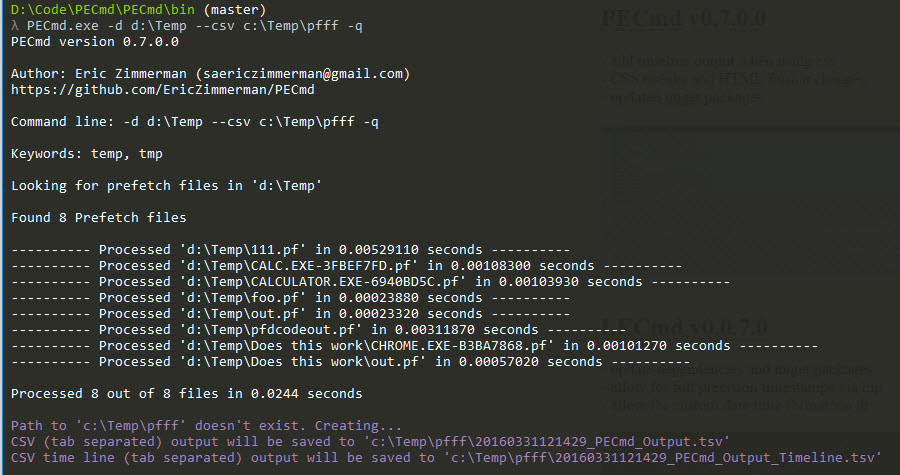 D:\Code\PECmd\PECmd\bin (master)
λ PECmd.exe -d d:\Temp --csv c:\Temp\pfff -q
PECmd version 0.7.0.0
Author: Eric Zimmerman (saericzimmerman@gmail.com)
https://github.com/EricZimmerman/PECmd
Command line: -d d:\Temp --csv c:\Temp\pfff -q
Keywords: temp, tmp
Looking for prefetch files in 'd:\Temp'
Found 8 Prefetch files
---------- Processed 'd:\Temp\111.pf' in 0.00529110 seconds ----------
---------- Processed 'd:\Temp\CALC.EXE-3FBEF7FD.pf' in 0.00108300 seconds ----------
---------- Processed 'd:\Temp\CALCULATOR.EXE-6940BD5C.pf' in 0.00103930 seconds ----------
---------- Processed 'd:\Temp\foo.pf' in 0.00023880 seconds ----------
---------- Processed 'd:\Temp\out.pf' in 0.00023320 seconds ----------
---------- Processed 'd:\Temp\pfdcodeout.pf' in 0.00311870 seconds ----------
---------- Processed 'd:\Temp\Does this work\CHROME.EXE-B3BA7868.pf' in 0.00101270 seconds ----------
---------- Processed 'd:\Temp\Does this work\out.pf' in 0.00057020 seconds ----------
Processed 8 out of 8 files in 0.0244 seconds
Path to 'c:\Temp\pfff' doesn't exist. Creating...
CSV (tab separated) output will be saved to 'c:\Temp\pfff\20160331121429_PECmd_Output.tsv'
CSV time line (tab separated) output will be saved to 'c:\Temp\pfff\20160331121429_PECmd_Output_Timeline.tsv'
PECmd v0.7.0.0
- updated nuget packages